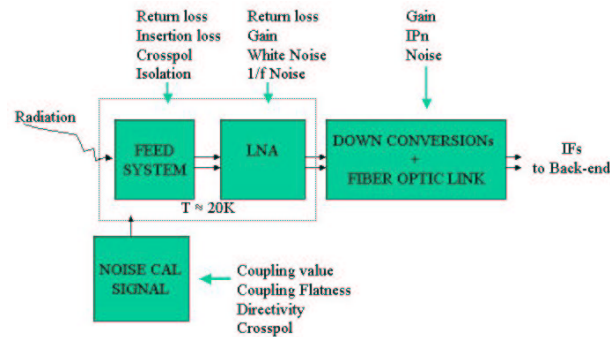 Return loss
Insertion loss
Crosspol
Isolation
Return loss
Gain
White Noise
1/f Noise
Gain
IPn
Noise
Radiation
FEED
SYSTEM
LNA
DOWN CONVERSIONs
+
FIBER OPTIC LINK
IFs
to Back-end
T ≈ 20K
NOISE CAL
SIGNAL
Coupling value
Coupling Flatness
Directivity
Crosspol